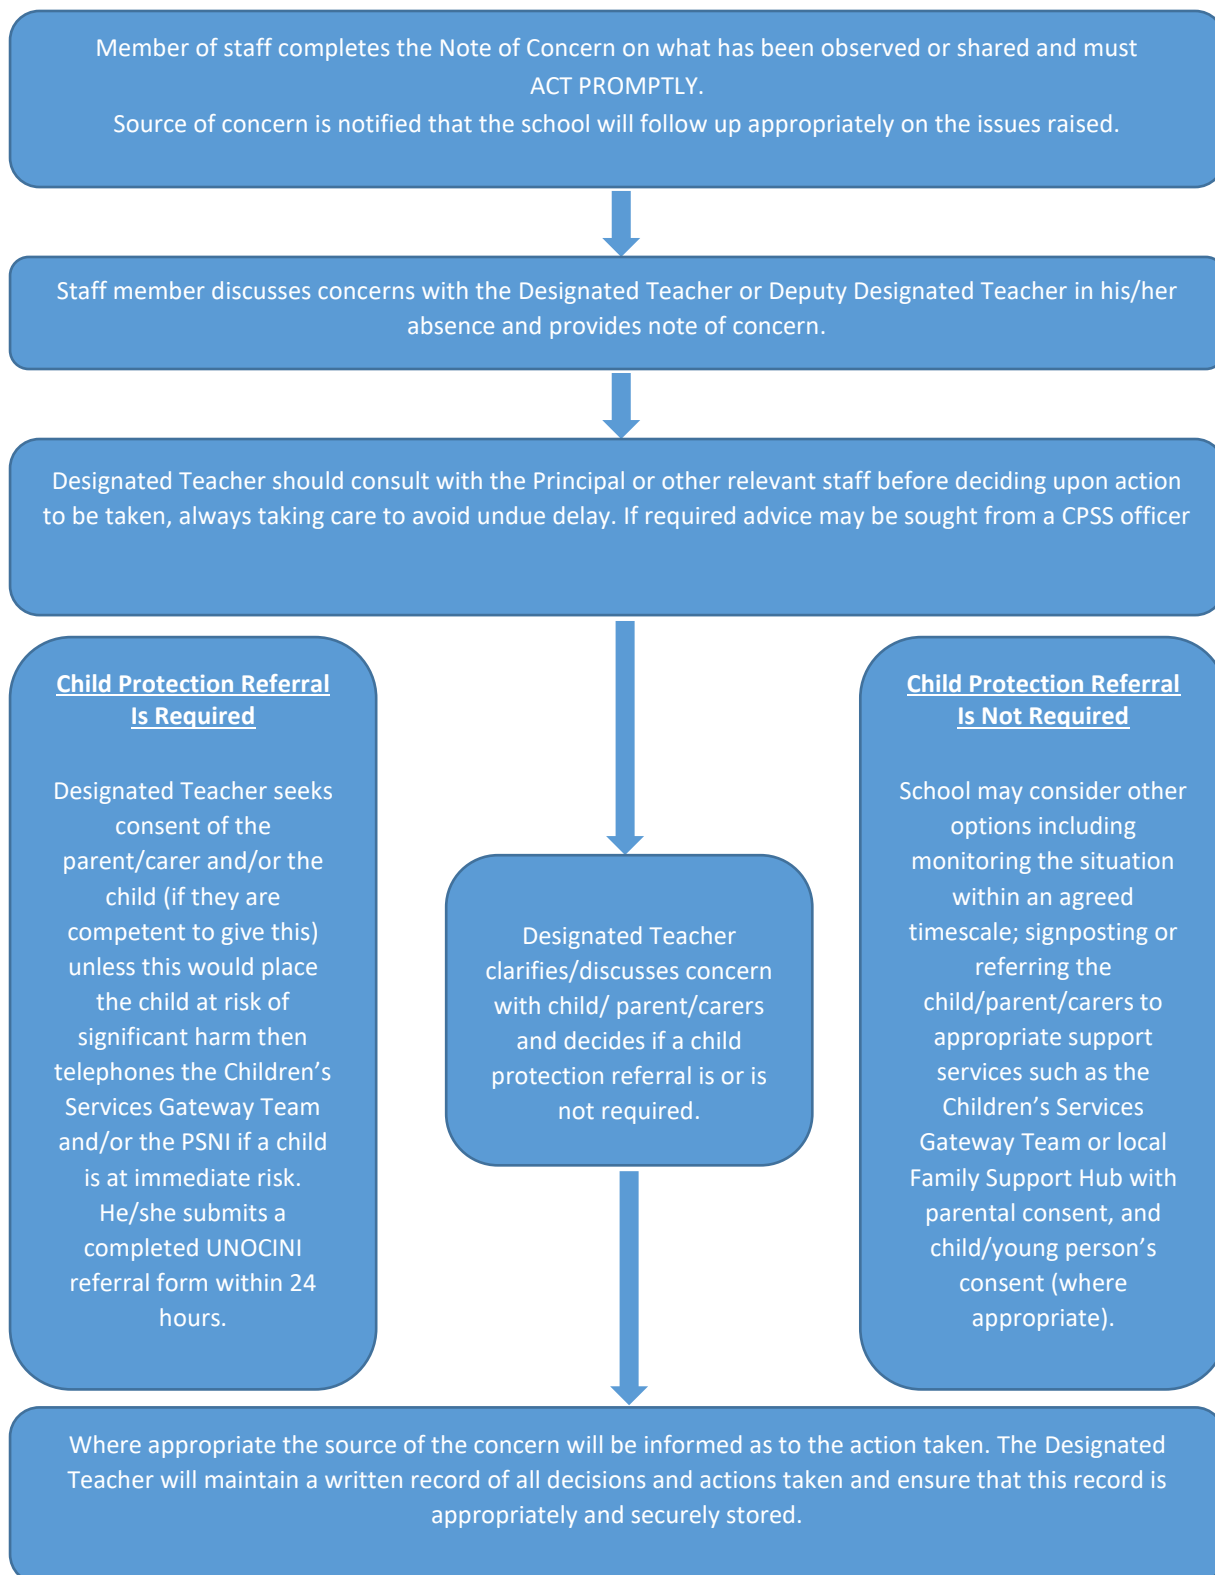 Member of staff completes the Note of Concern on what has been observed or shared and must
ACT PROMPTLY.
Source of concern is notified that the school will follow up appropriately on the issues raised.
Staff member discusses concerns with the Designated Teacher or Deputy Designated Teacher in his/her
absence and provides note of concern.
Designated Teacher should consult with the Principal or other relevant staff before deciding upon action
to be taken, always taking care to avoid undue delay. If required advice may be sought from a CPSS officer
Child Protection Referral
Is Required
Designated Teacher seeks
consent of the
parent/carer and/or the
child (if they are
competent to give this)
unless this would place
the child at risk of
significant harm then
telephones the Children’s
Services Gateway Team
and/or the PSNI if a child
is at immediate risk.
He/she submits a
completed UNOCINI
referral form within 24
hours.
Designated Teacher
clarifies/discusses concern
with child/ parent/carers
and decides if a child
protection referral is or is
not required.
Child Protection Referral
Is Not Required
School may consider other
options including
monitoring the situation
within an agreed
timescale; signposting or
referring the
child/parent/carers to
appropriate support
services such as the
Children’s Services
Gateway Team or local
Family Support Hub with
parental consent, and
child/young person’s
consent (where
appropriate).
Where appropriate the source of the concern will be informed as to the action taken. The Designated
Teacher will maintain a written record of all decisions and actions taken and ensure that this record is
appropriately and securely stored.